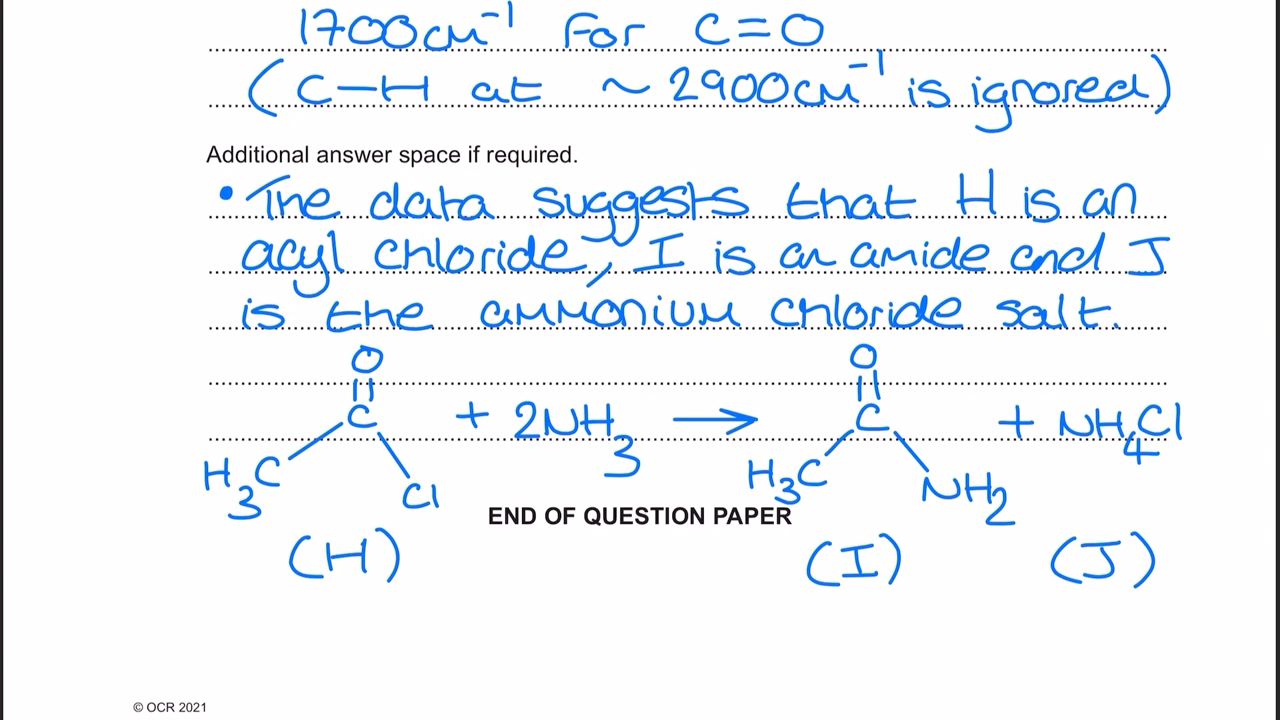 1700cm⁻¹ for C=O
(C–H at ~ 2900cm⁻¹ is ignored)
Additional answer space if required.
• The data suggests that H is an
acyl chloride, I is an amide and J
is the ammonium chloride salt.
O O
C + 2NH₃ → C + NH₄Cl
H₃C Cl H₃C NH₂
END OF QUESTION PAPER
(H) (I) (J)
© OCR 2021